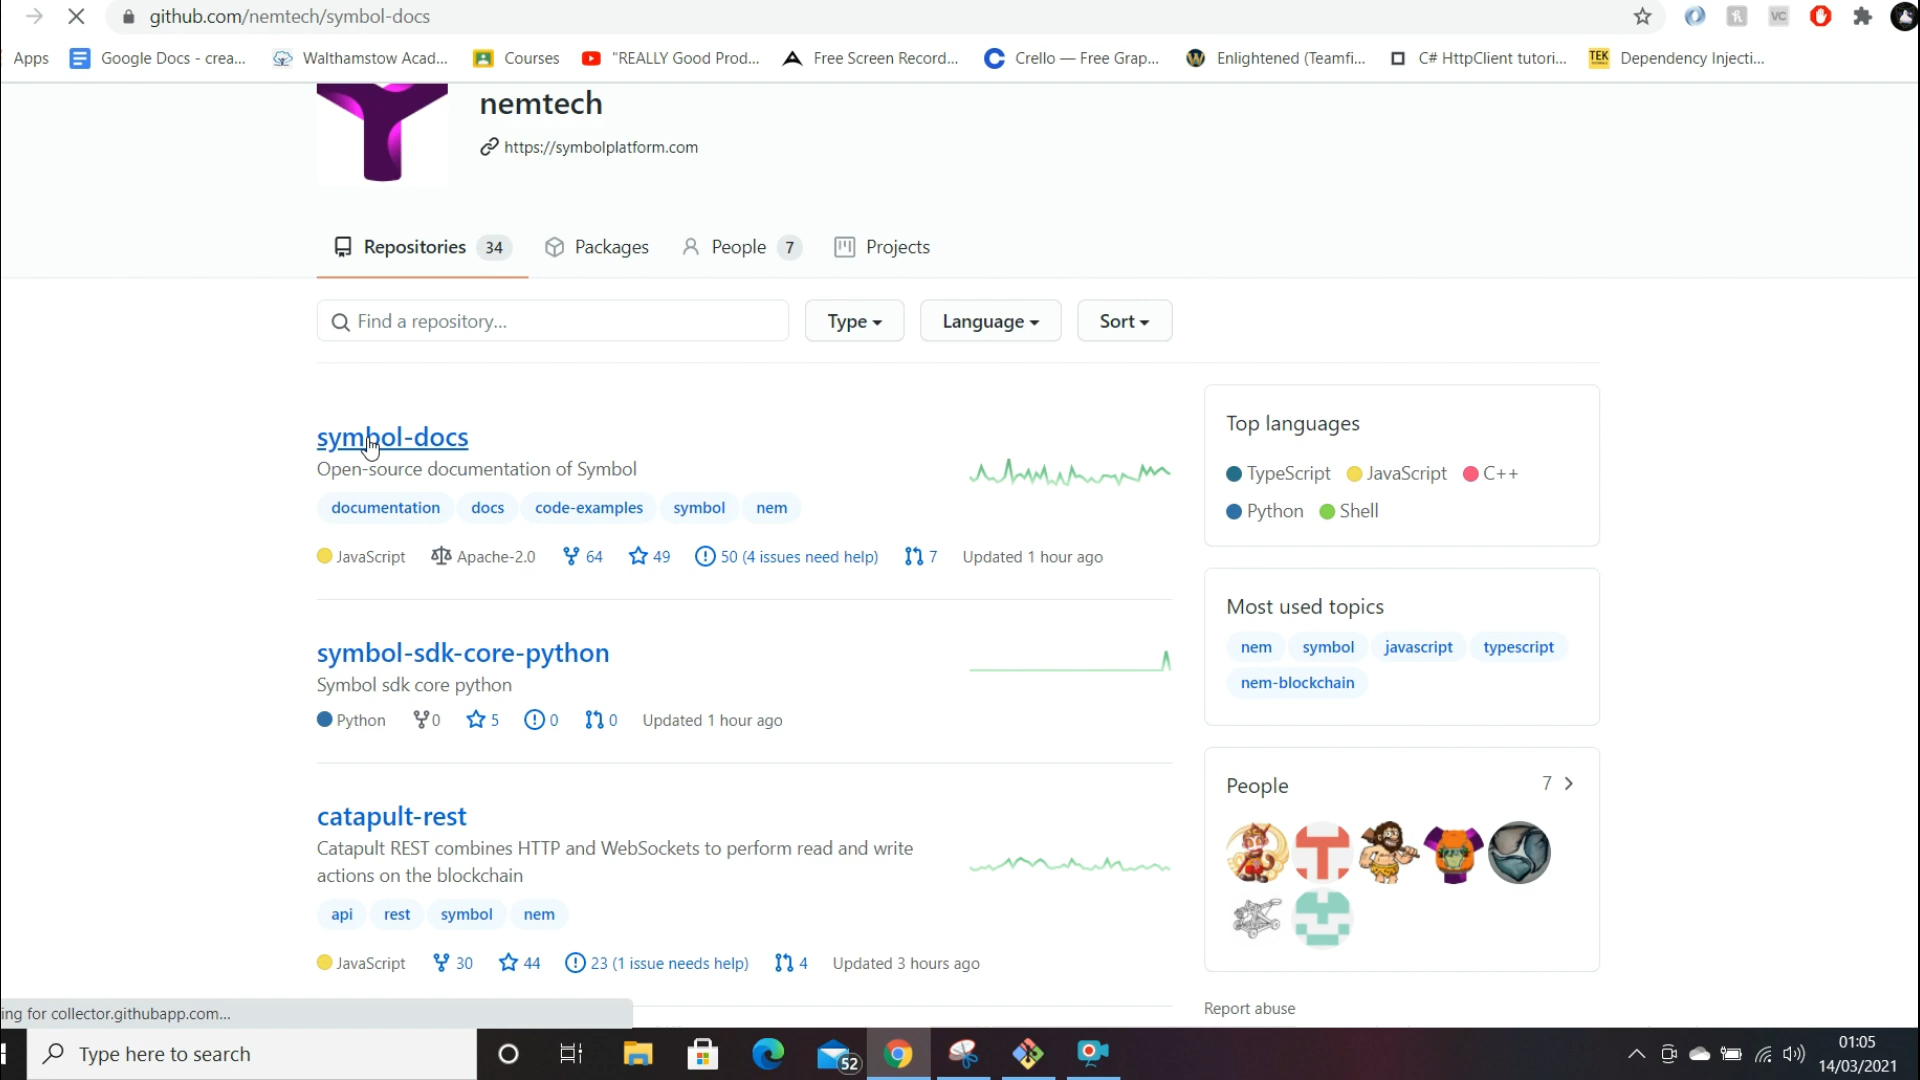 github.com/nemtech/symbol-docs
Apps Google Docs - crea... Walthamstow Acad... Courses "REALLY Good Prod... Free Screen Record... Crello — Free Grap... Enlightened (Teamfi... C# HttpClient tutori... TEK Dependency Injecti...
nemtech
https://symbolplatform.com
Repositories 34 Packages People 7 Projects
Find a repository... Type Language Sort
symbol-docs
Open-source documentation of Symbol
documentation docs code-examples symbol nem
JavaScript Apache-2.0 64 49 50 (4 issues need help) 7 Updated 1 hour ago
symbol-sdk-core-python
Symbol sdk core python
Python 0 5 0 0 Updated 1 hour ago
catapult-rest
Catapult REST combines HTTP and WebSockets to perform read and write
actions on the blockchain
api rest symbol nem
JavaScript 30 44 23 (1 issue needs help) 4 Updated 3 hours ago
Top languages
TypeScript JavaScript C++
Python Shell
Most used topics
nem symbol javascript typescript
nem-blockchain
People 7
Report abuse
ing for collector.githubapp.com...
Type here to search 52 01:05
14/03/2021